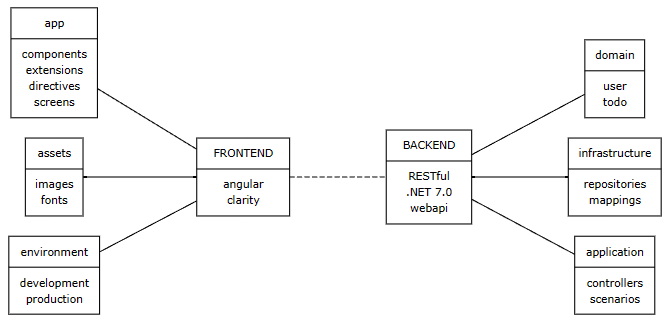 app
components
extensions
directives
screens
assets
images
fonts
environment
development
production
FRONTEND
angular
clarity
BACKEND
RESTful
.NET 7.0
webapi
domain
user
todo
infrastructure
repositories
mappings
application
controllers
scenarios